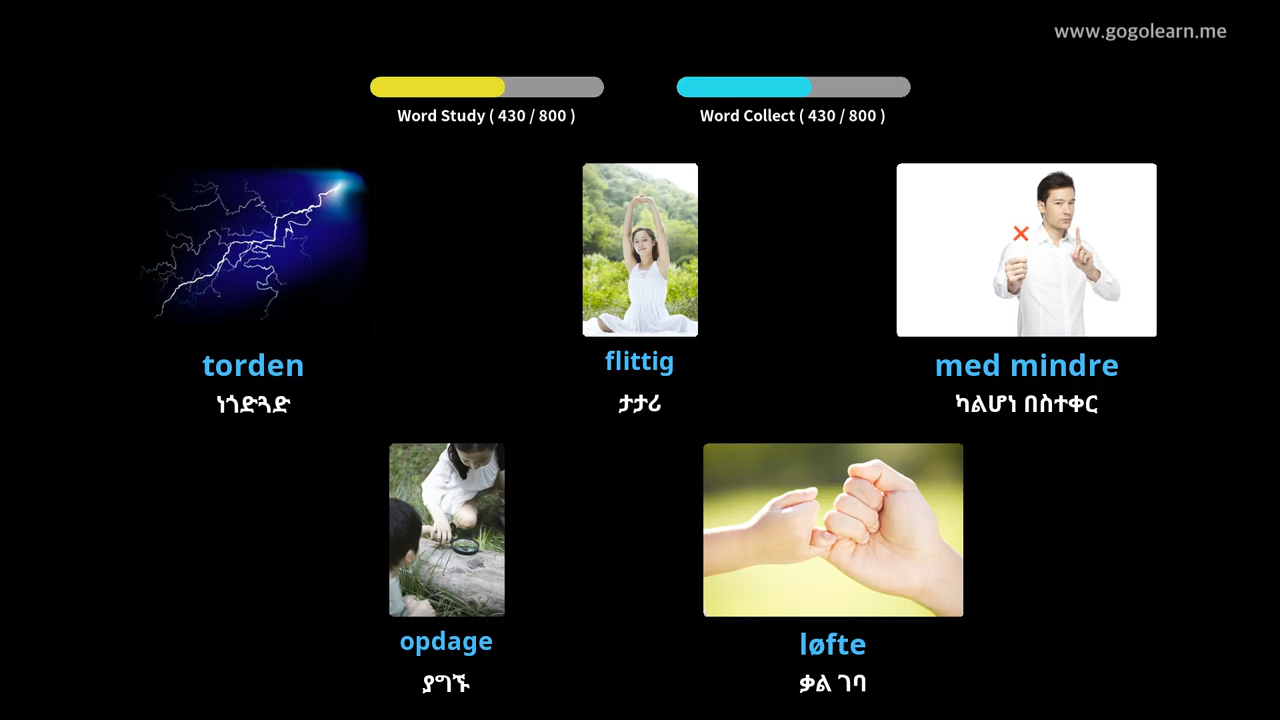 www.gogolearn.me
Word Study ( 430 / 800 )
Word Collect ( 430 / 800 )
torden
ነጎድጓድ
flittig
ታታሪ
med mindre
ካልሆነ በስተቀር
opdage
ያግኙ
løfte
ቃል ገባ